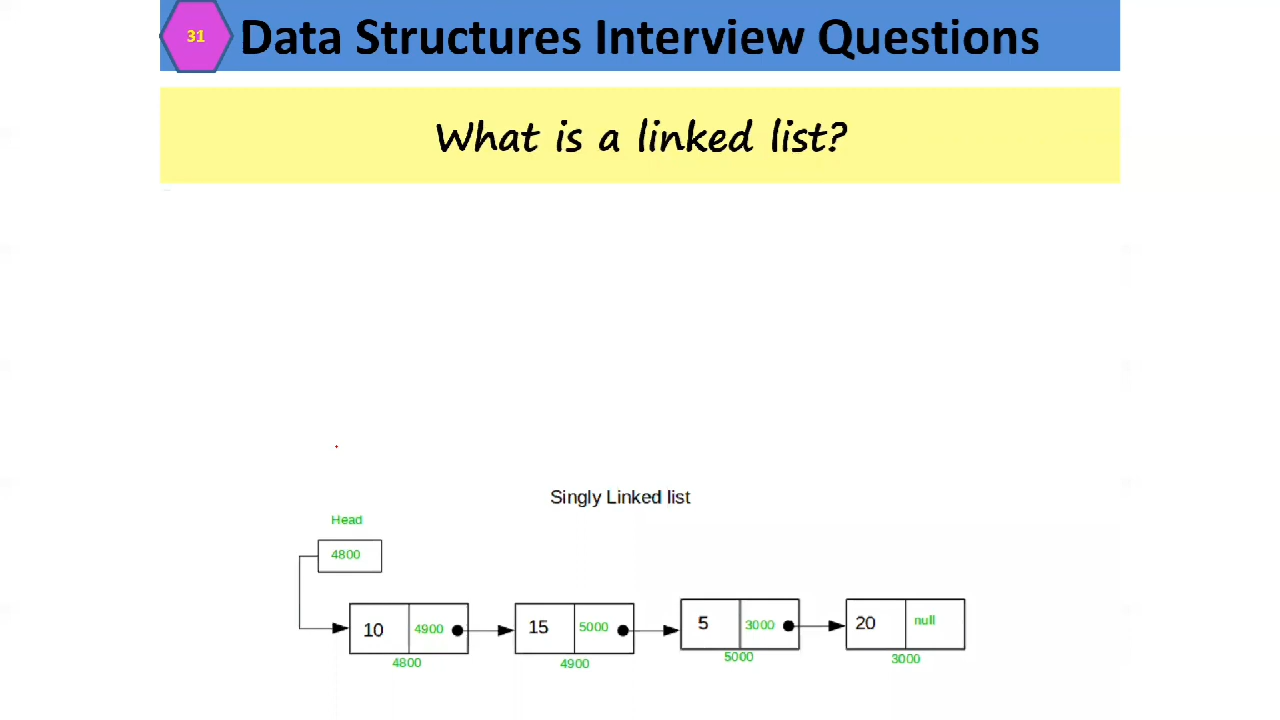 31
Data Structures Interview Questions
What is a linked list?
Singly Linked list
Head
4800
10 4900 15 5000 5 3000 20 null
4800 4900 5000 3000